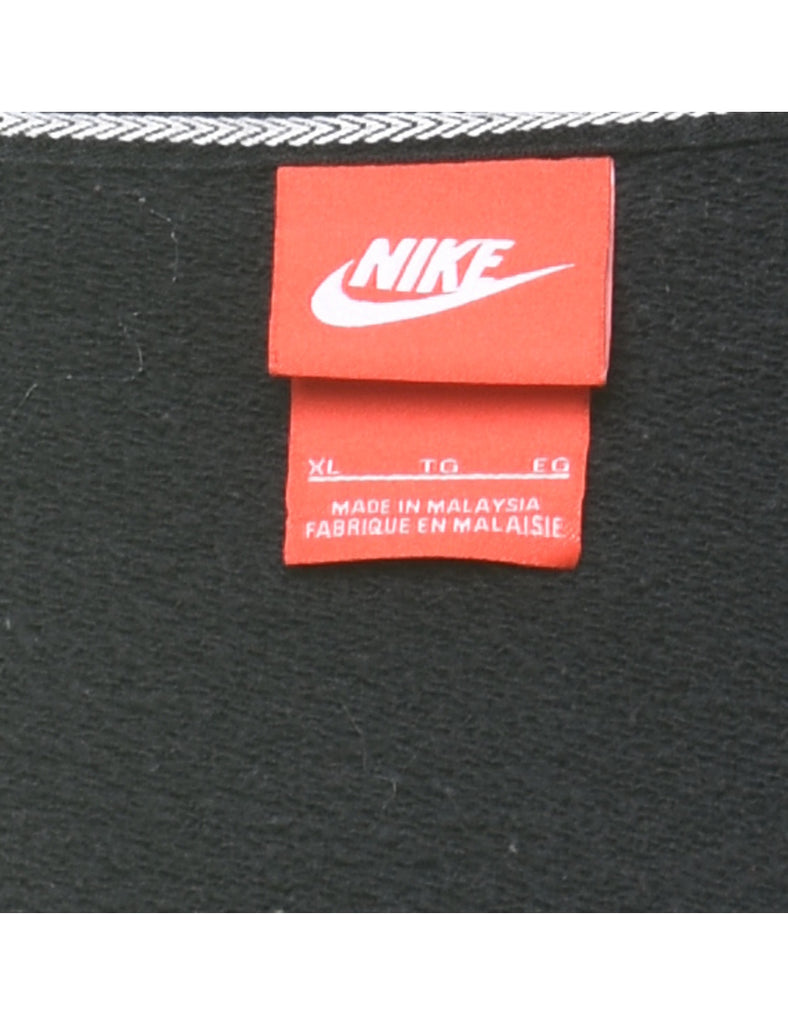 NIKE
XL TG EG
MADE IN MALAYSIA
FABRIQUE EN MALAISIE